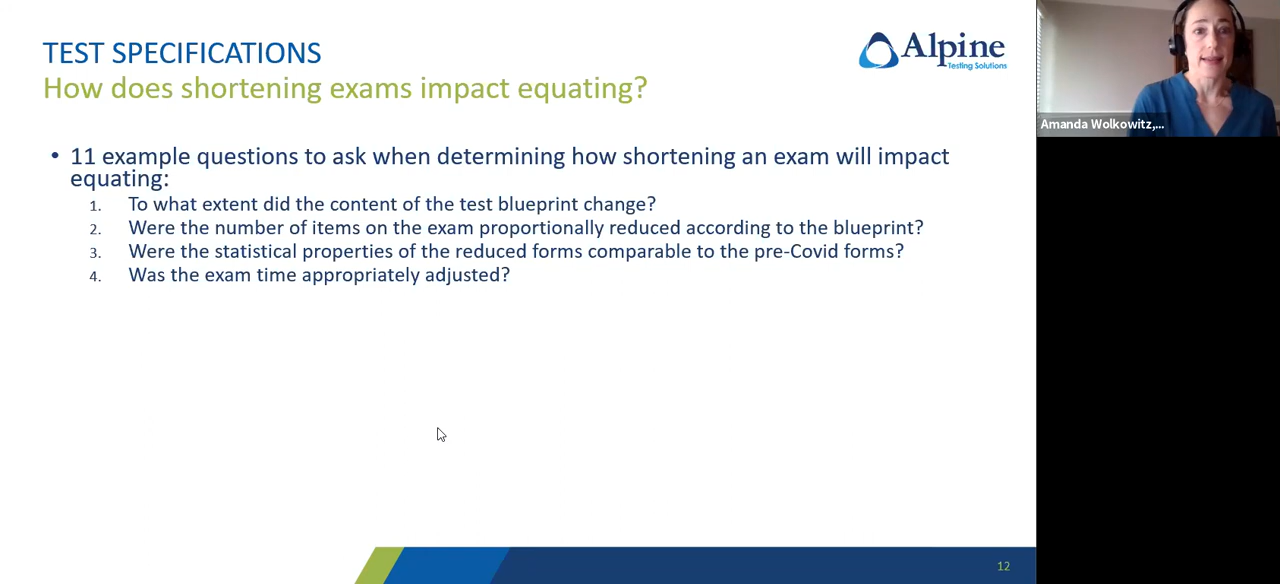 TEST SPECIFICATIONS
How does shortening exams impact equating?
Alpine
Testing Solutions
Amanda Wolkowitz,...
• 11 example questions to ask when determining how shortening an exam will impact
equating:
1. To what extent did the content of the test blueprint change?
2. Were the number of items on the exam proportionally reduced according to the blueprint?
3. Were the statistical properties of the reduced forms comparable to the pre-Covid forms?
4. Was the exam time appropriately adjusted?
12